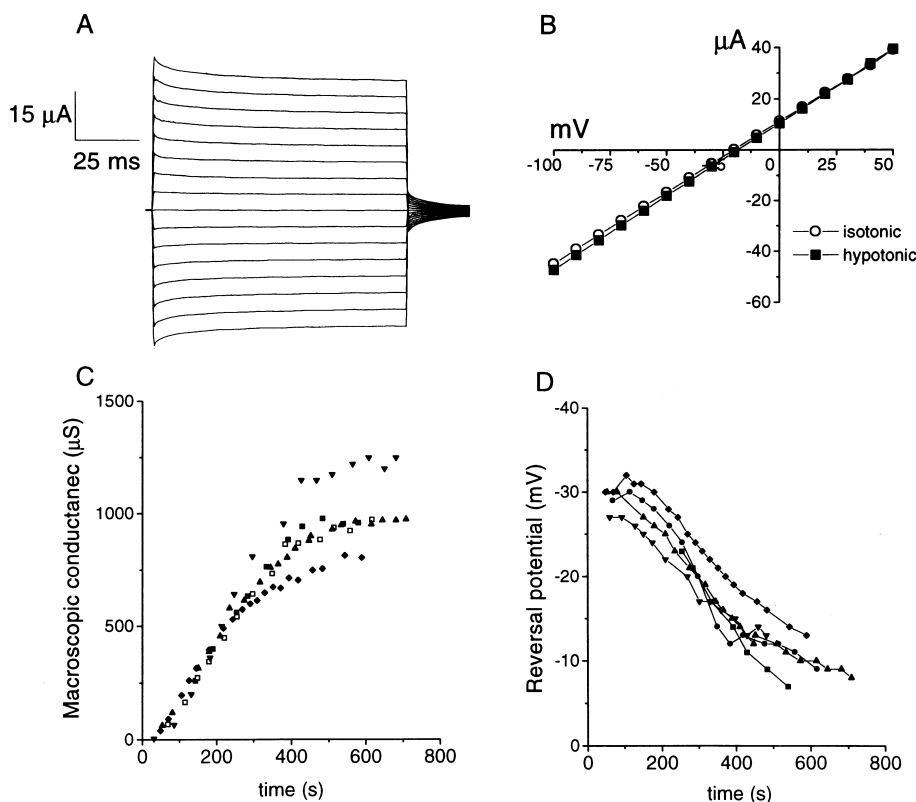 A
15 μA
25 ms
B
μA
mV
40
20
-20
-40
-60
-100
-75
-50
-25
0
25
50
isotonic
hypotonic
C
Macroscopic conductanec (μS)
1500
1000
500
0
0 200 400 600 800
time (s)
D
Reversal potential (mV)
-40
-30
-20
-10
0
0 200 400 600 800
time (s)